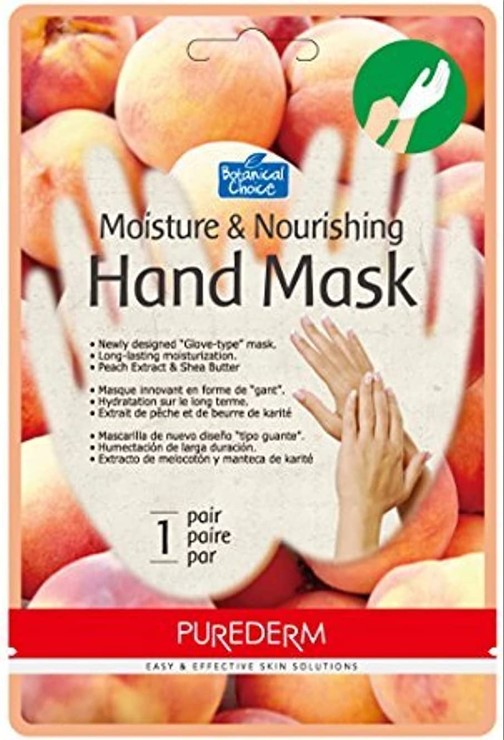 Botanical
Choice
Moisture & Nourishing
Hand Mask
• Newly designed "Glove-type" mask.
• Long-lasting moisturization.
• Peach Extract & Shea Butter
• Masque innovant en forme de "gant".
• Hydratation sur le long terme.
• Extrait de pêche et de beurre de karité
• Mascarilla de nuevo diseño "tipo guante".
• Humectación de larga duración.
• Extracto de melocotón y manteca de karité
1 pair
paire
par
PUREDERM
EASY & EFFECTIVE SKIN SOLUTIONS